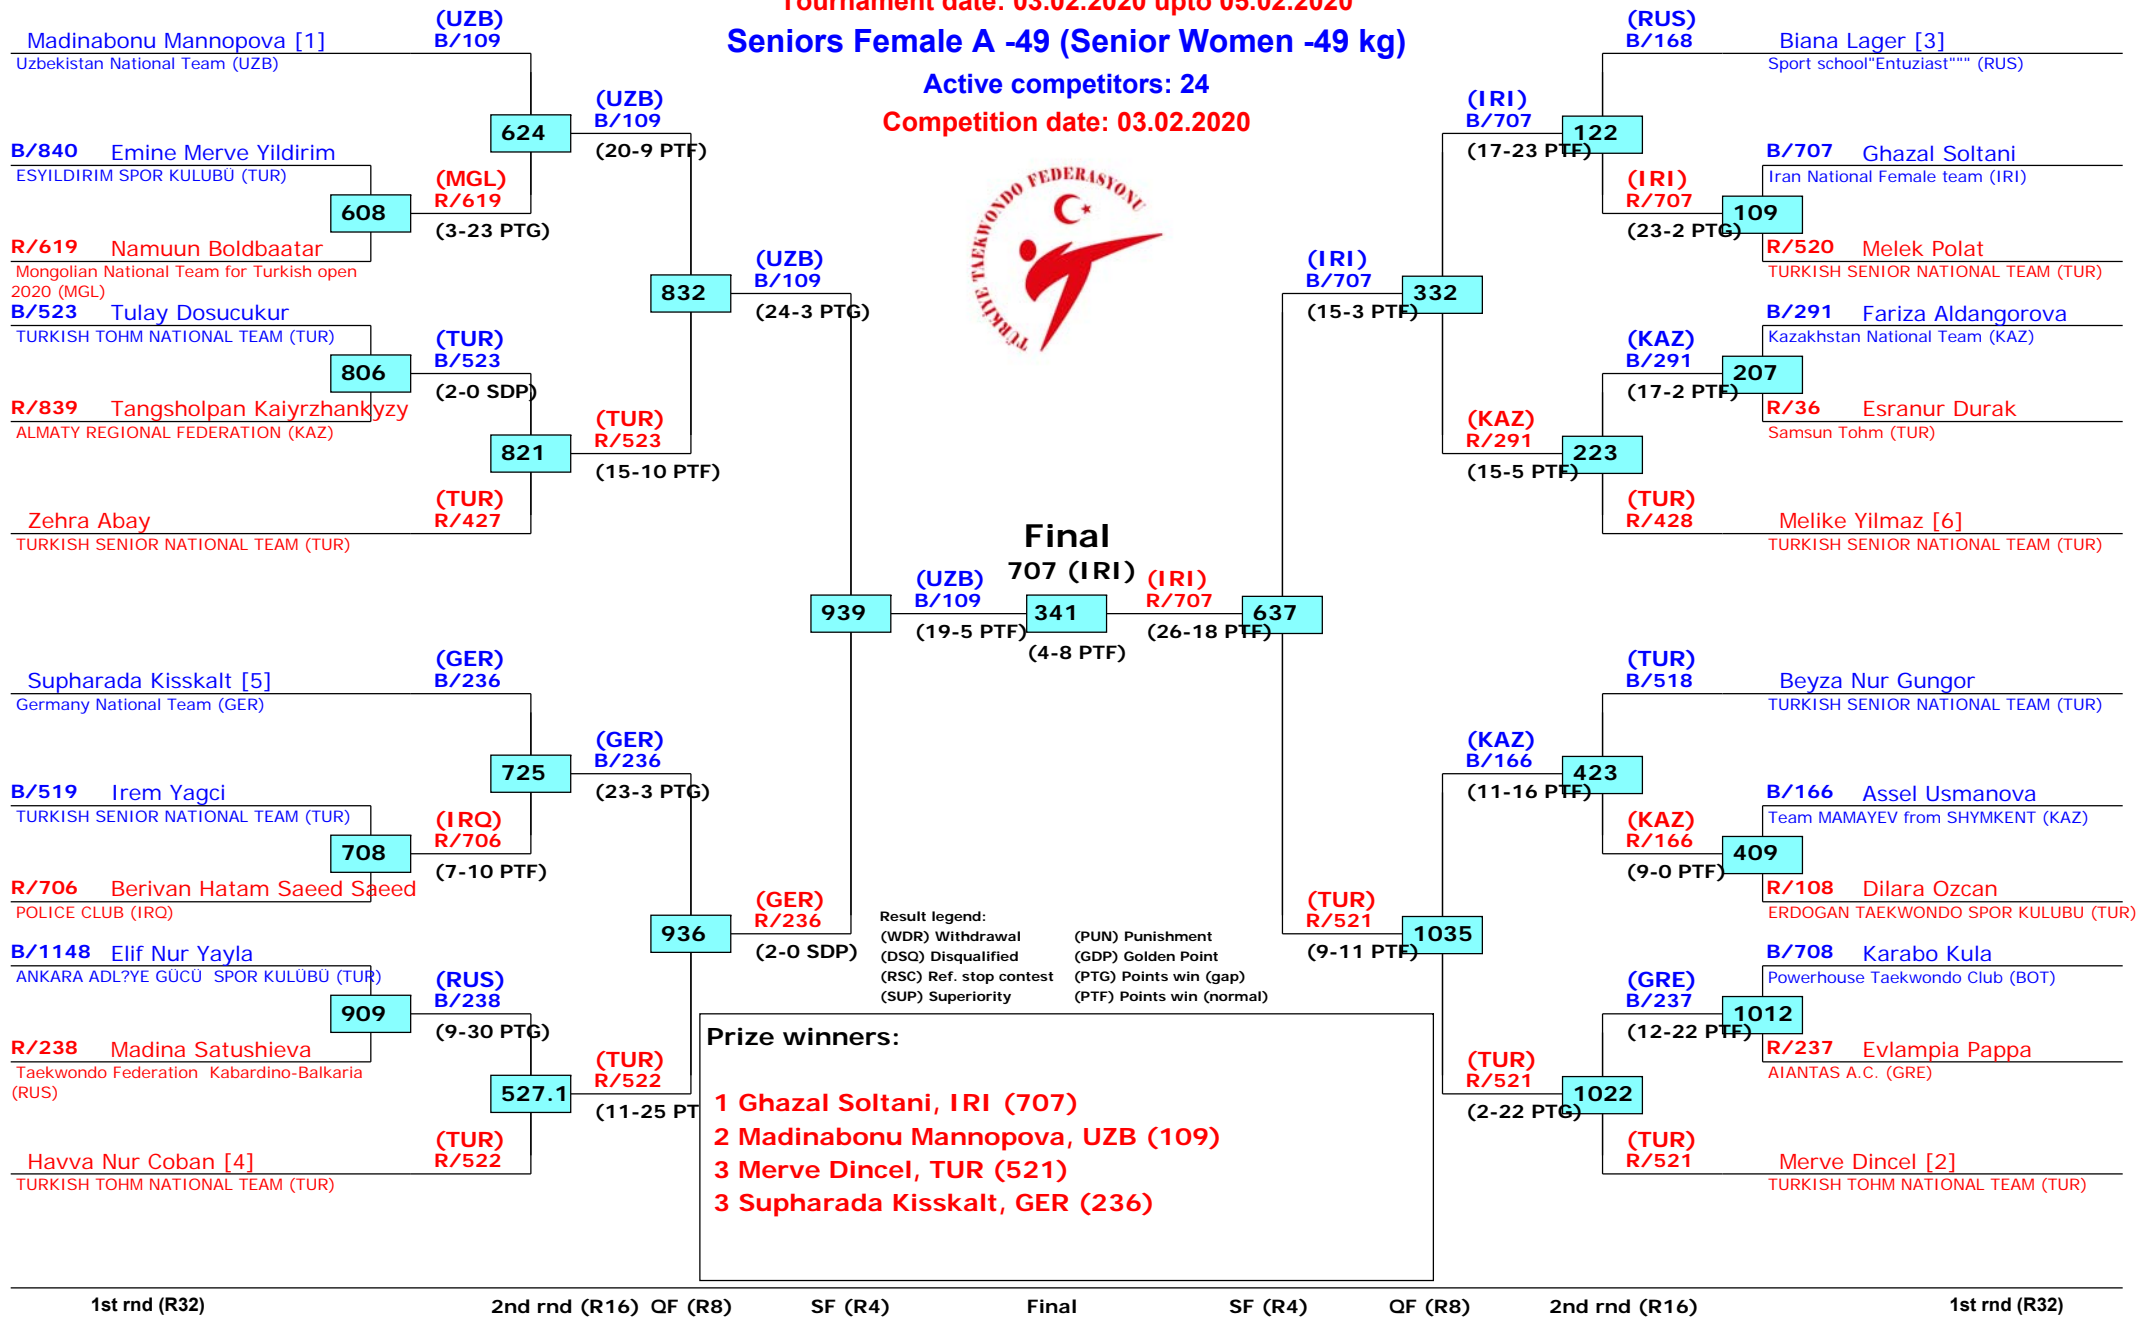 Tournament date: 03.02.2020 upto 05.02.2020
Seniors Female A -49 (Senior Women -49 kg)
Active competitors: 24
Competition date: 03.02.2020
TÜRKİYE TAEKWONDO FEDERASYONU
Madinabonu Mannopova [1]
Uzbekistan National Team (UZB)
(UZB)
B/109
B/840 Emine Merve Yildirim
ESYILDIRIM SPOR KULUBÜ (TUR)
608
R/619 Namuun Boldbaatar
Mongolian National Team for Turkish open
2020 (MGL)
(MGL)
R/619
(3-23 PTG)
624
(UZB)
B/109
(20-9 PTF)
B/523 Tulay Dosucukur
TURKISH TOHM NATIONAL TEAM (TUR)
806
R/839 Tangsholpan Kaiyrzhankyzy
ALMATY REGIONAL FEDERATION (KAZ)
(TUR)
B/523
(2-0 SDP)
821
(TUR)
R/523
(15-10 PTF)
Zehra Abay
TURKISH SENIOR NATIONAL TEAM (TUR)
(TUR)
R/427
832
(UZB)
B/109
(24-3 PTG)
Supharada Kisskalt [5]
Germany National Team (GER)
(GER)
B/236
B/519 Irem Yagci
TURKISH SENIOR NATIONAL TEAM (TUR)
708
R/706 Berivan Hatam Saeed Saeed
POLICE CLUB (IRQ)
(IRQ)
R/706
(7-10 PTF)
725
(GER)
B/236
(23-3 PTG)
B/1148 Elif Nur Yayla
ANKARA ADL?YE GÜCÜ SPOR KULÜBÜ (TUR)
909
R/238 Madina Satushieva
Taekwondo Federation Kabardino-Balkaria
(RUS)
(RUS)
B/238
(9-30 PTG)
527.1
(TUR)
R/522
(11-25 PT
Havva Nur Coban [4]
TURKISH TOHM NATIONAL TEAM (TUR)
(TUR)
R/522
936
(GER)
R/236
(2-0 SDP)
939
(UZB)
B/109
(19-5 PTF)
Final
707 (IRI)
341
(4-8 PTF)
(IRI)
R/707
(26-18 PTF)
637
(RUS)
B/168
Biana Lager [3]
Sport school"Entuziast""" (RUS)
(IRI)
B/707
(17-23 PTF)
122
B/707 Ghazal Soltani
Iran National Female team (IRI)
(IRI)
R/707
(23-2 PTG)
109
R/520 Melek Polat
TURKISH SENIOR NATIONAL TEAM (TUR)
(IRI)
B/707
(15-3 PTF)
332
B/291 Fariza Aldangorova
Kazakhstan National Team (KAZ)
(KAZ)
B/291
(17-2 PTF)
207
R/36 Esranur Durak
Samsun Tohm (TUR)
(KAZ)
R/291
(15-5 PTF)
223
(TUR)
R/428
Melike Yilmaz [6]
TURKISH SENIOR NATIONAL TEAM (TUR)
(TUR)
B/518
Beyza Nur Gungor
TURKISH SENIOR NATIONAL TEAM (TUR)
(KAZ)
B/166
(11-16 PTF)
423
B/166 Assel Usmanova
Team MAMAYEV from SHYMKENT (KAZ)
(KAZ)
R/166
(9-0 PTF)
409
R/108 Dilara Ozcan
ERDOGAN TAEKWONDO SPOR KULUBU (TUR)
(TUR)
R/521
(9-11 PTF)
1035
B/708 Karabo Kula
Powerhouse Taekwondo Club (BOT)
(GRE)
B/237
(12-22 PTF)
1012
R/237 Evlampia Pappa
AIANTAS A.C. (GRE)
(TUR)
R/521
(2-22 PTG)
1022
(TUR)
R/521
Merve Dincel [2]
TURKISH TOHM NATIONAL TEAM (TUR)
Result legend:
(WDR) Withdrawal (PUN) Punishment
(DSQ) Disqualified (GDP) Golden Point
(RSC) Ref. stop contest (PTG) Points win (gap)
(SUP) Superiority (PTF) Points win (normal)
Prize winners:
1 Ghazal Soltani, IRI (707)
2 Madinabonu Mannopova, UZB (109)
3 Merve Dincel, TUR (521)
3 Supharada Kisskalt, GER (236)
1st rnd (R32) 2nd rnd (R16) QF (R8) SF (R4) Final SF (R4) QF (R8) 2nd rnd (R16) 1st rnd (R32)